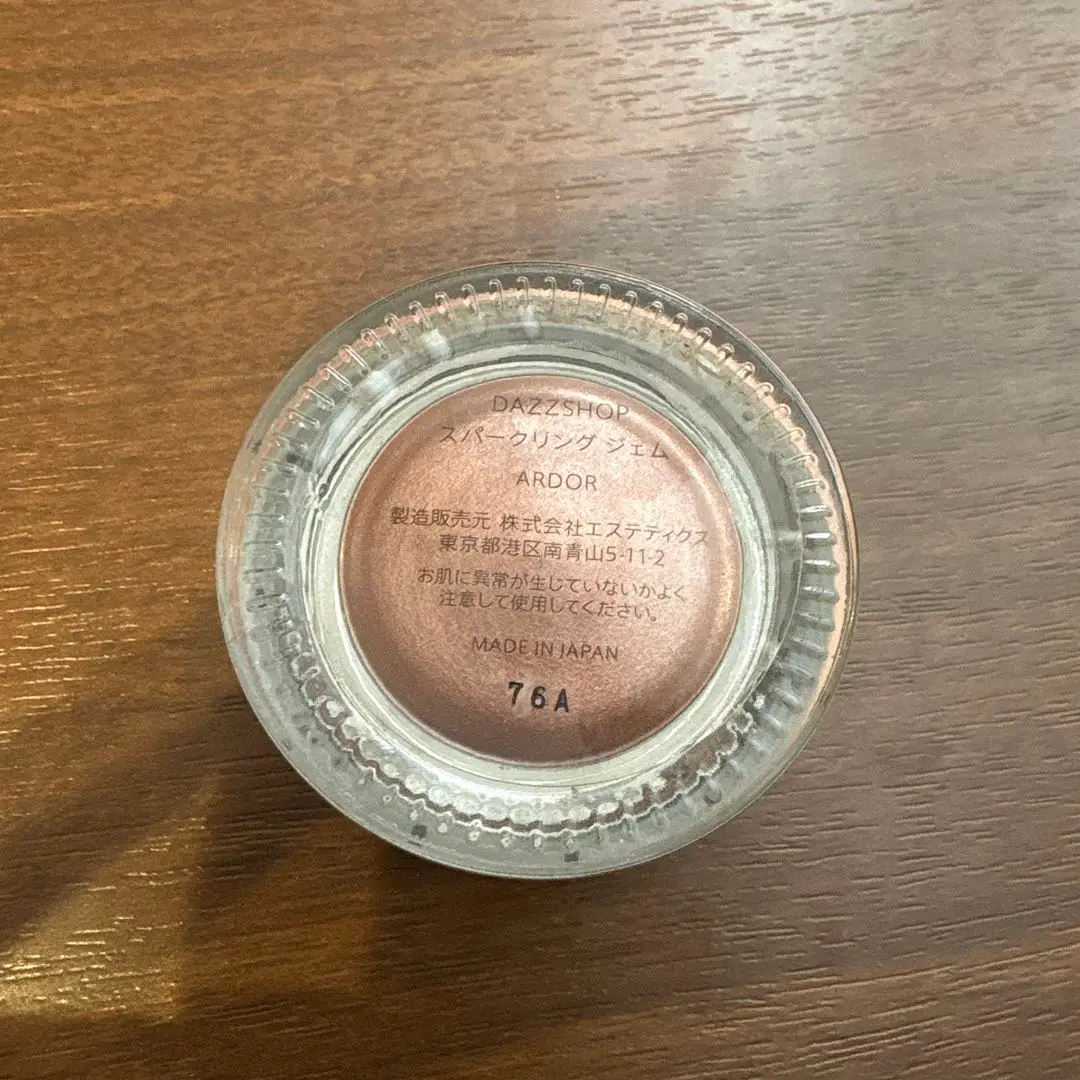 DAZZSHOP
スパークリング ジェム
ARDOR
製造販売元 株式会社エステティクス
東京都港区南青山5-11-2
お肌に異常が生じていないかよく
注意して使用してください。
MADE IN JAPAN
76A